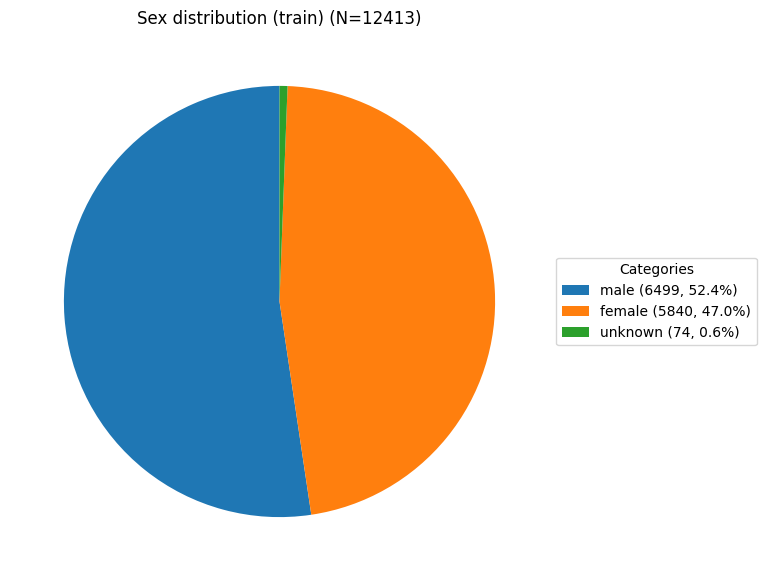 Sex distribution (train) (N=12413)
Categories
male (6499, 52.4%)
female (5840, 47.0%)
unknown (74, 0.6%)